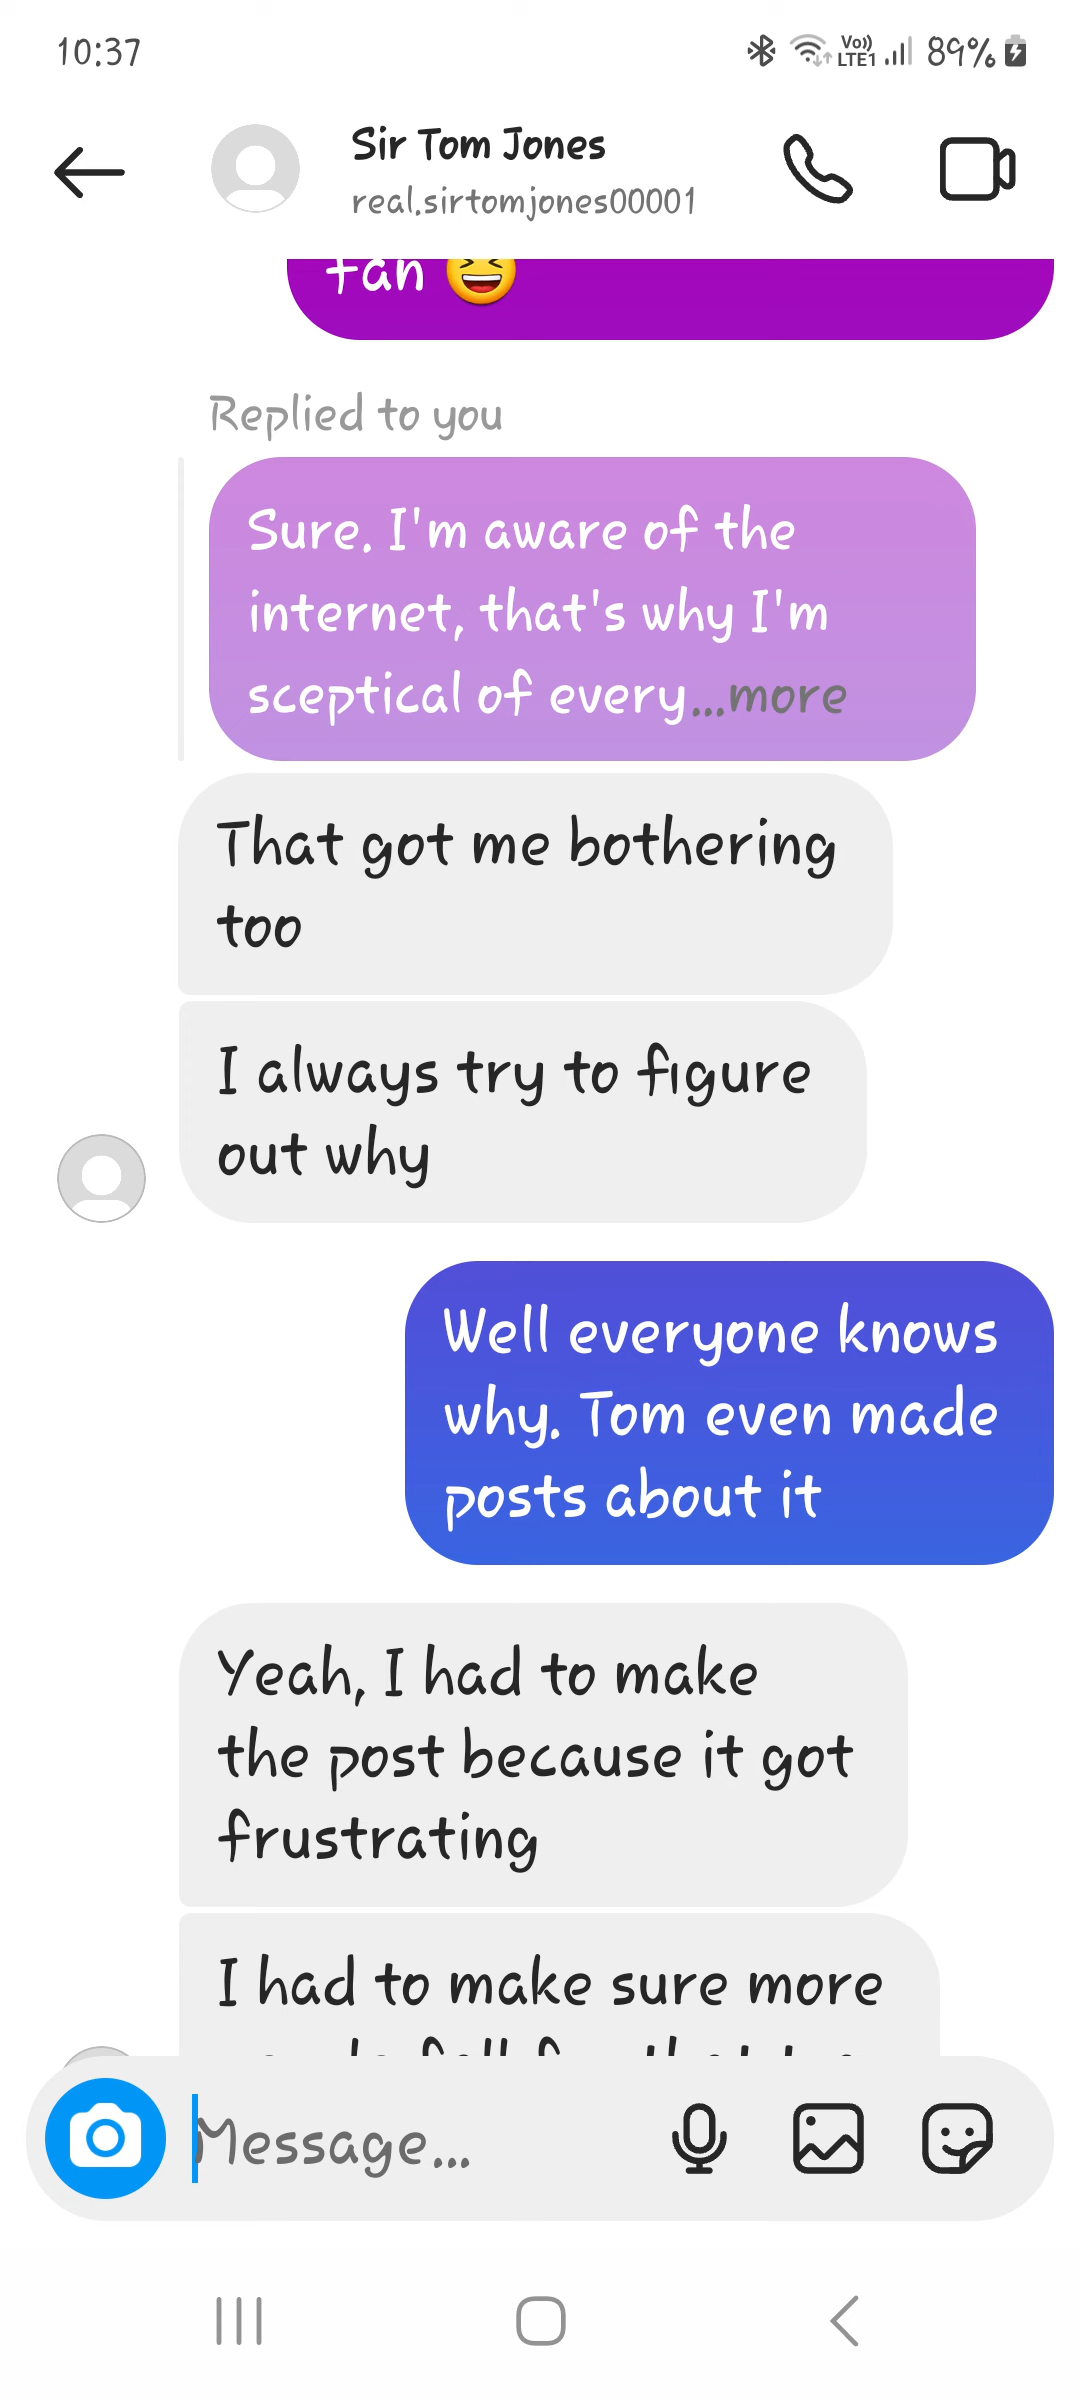 10:37
Vo))
LTE1
89%
Sir Tom Jones
real.sirtomjones00001
fan 😆
Replied to you
Sure. I'm aware of the
internet, that's why I'm
sceptical of every...more
That got me bothering
too
I always try to figure
out why
Well everyone knows
why. Tom even made
posts about it
Yeah, I had to make
the post because it got
frustrating
I had to make sure more
Message...